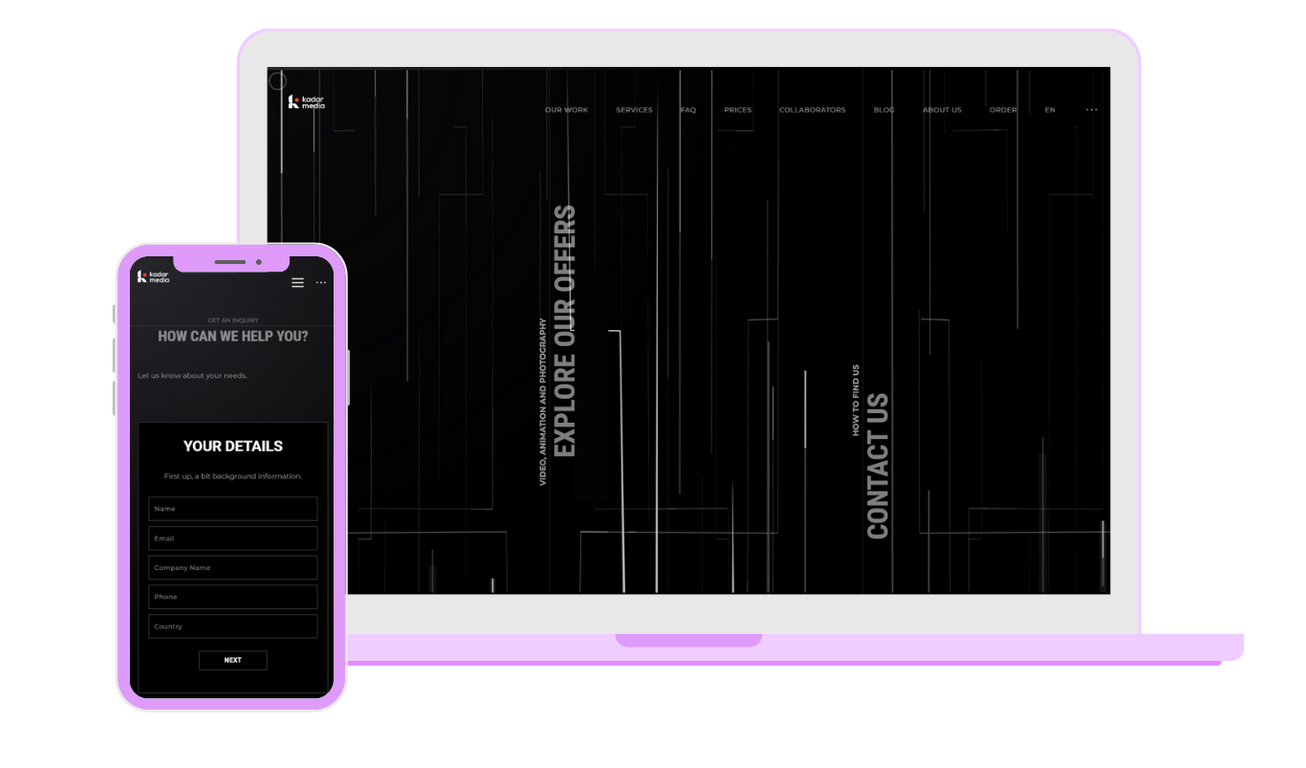 kadar
media
OUR WORK SERVICES FAQ PRICES COLLABORATORS BLOG ABOUT US ORDER EN
VIDEO, ANIMATION AND PHOTOGRAPHY
EXPLORE OUR OFFERS
HOW TO FIND US
CONTACT US
kadar
media
GET AN INQUIRY
HOW CAN WE HELP YOU?
Let us know about your needs.
YOUR DETAILS
First up, a bit background information.
Name
Email
Company Name
Phone
Country
NEXT